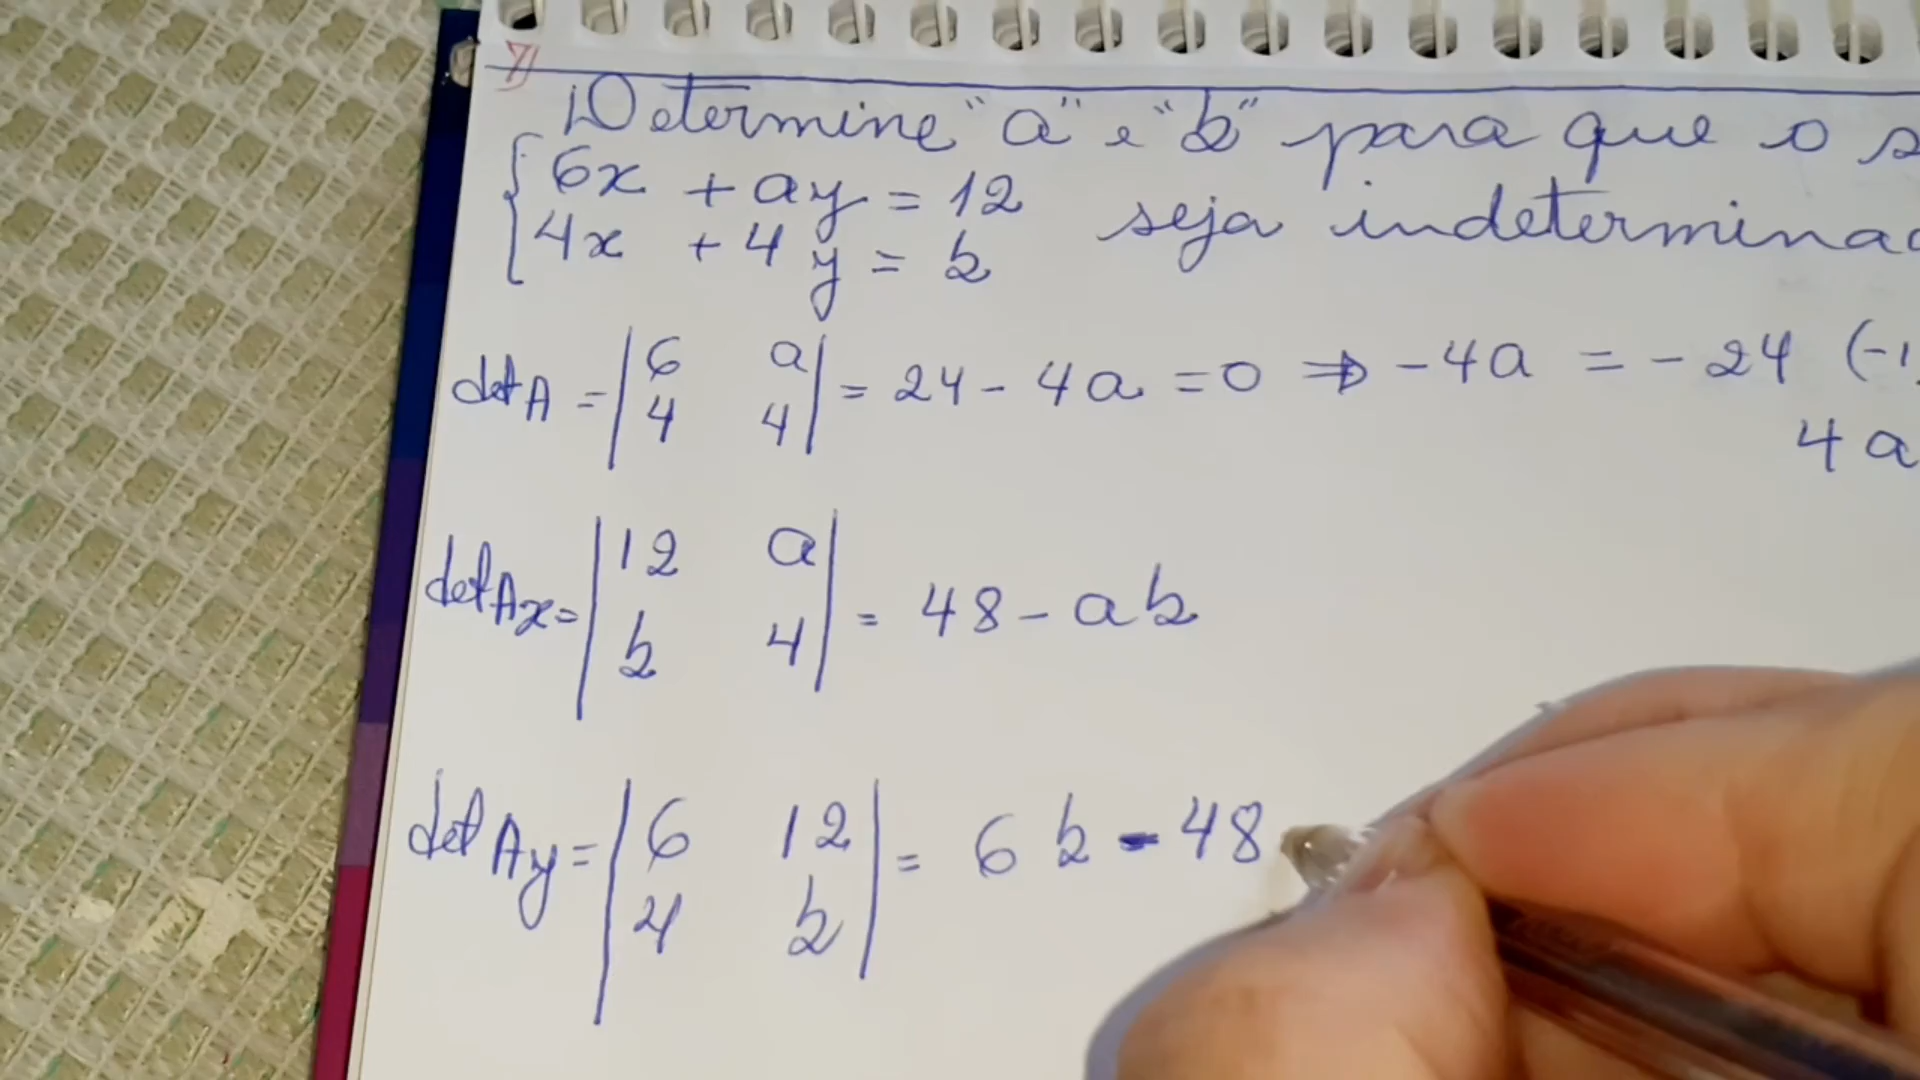 7)
Determine "a" e "b" para que o s
6x + ay = 12
4x + 4y = b seja indeterminad
det A = |6 a| = 24 - 4a = 0 ⇒ -4a = -24 (-1)
|4 4| 4a
det Ax = |12 a| = 48 - ab
|b 4|
det Ay = |6 12| = 6b - 48
|4 b|